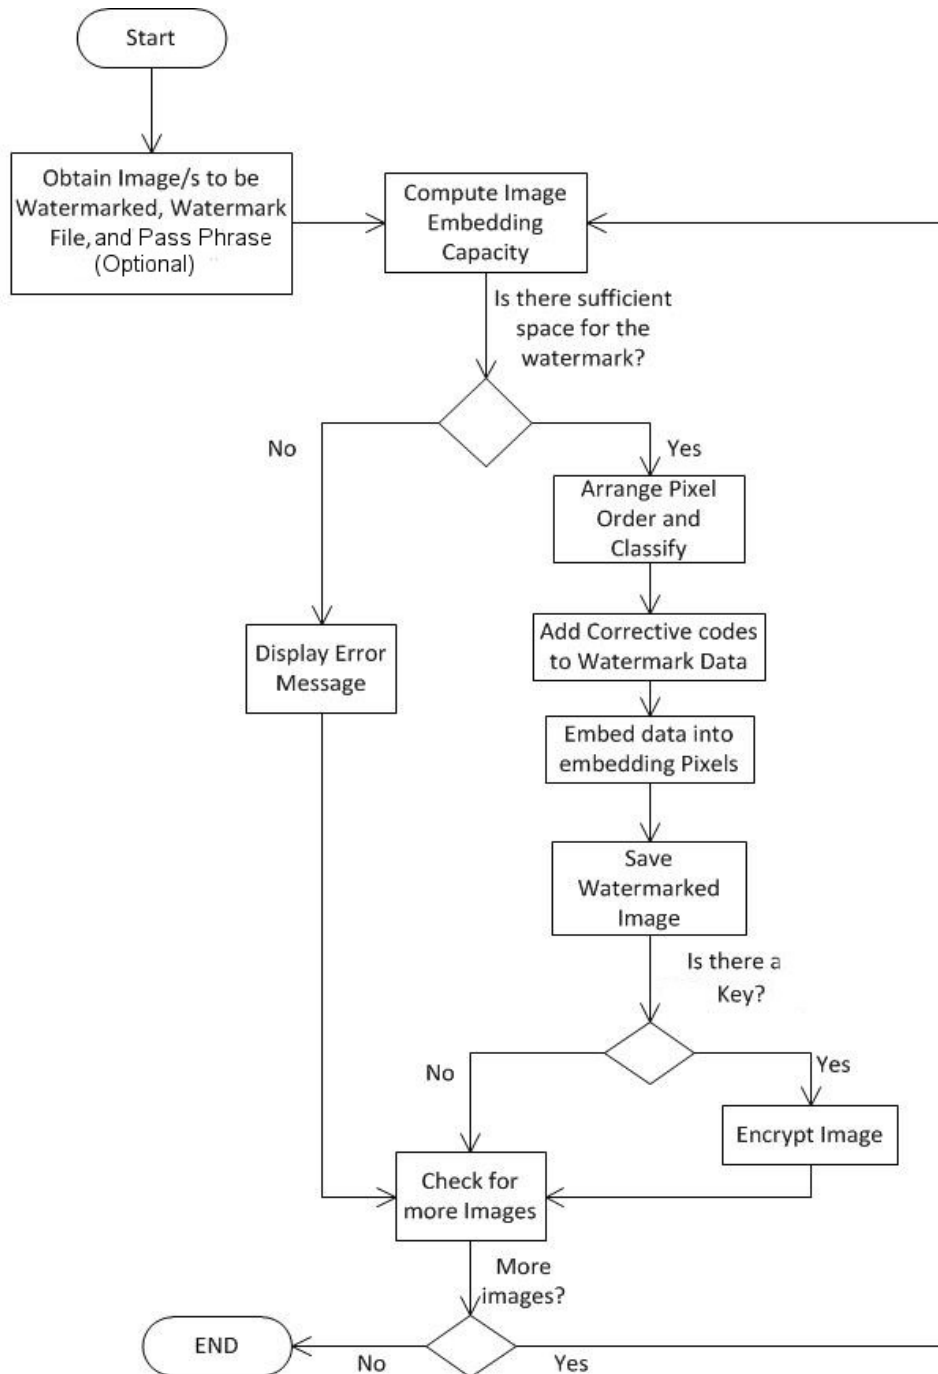 Start
Obtain Image/s to be
Watermarked, Watermark
File, and Pass Phrase
(Optional)
Compute Image
Embedding
Capacity
Is there sufficient
space for the
watermark?
No
Yes
Arrange Pixel
Order and
Classify
Add Corrective codes
to Watermark Data
Display Error
Message
Embed data into
embedding Pixels
Save
Watermarked
Image
Is there a
Key?
No
Yes
Encrypt Image
Check for
more Images
More
images?
END
No
Yes